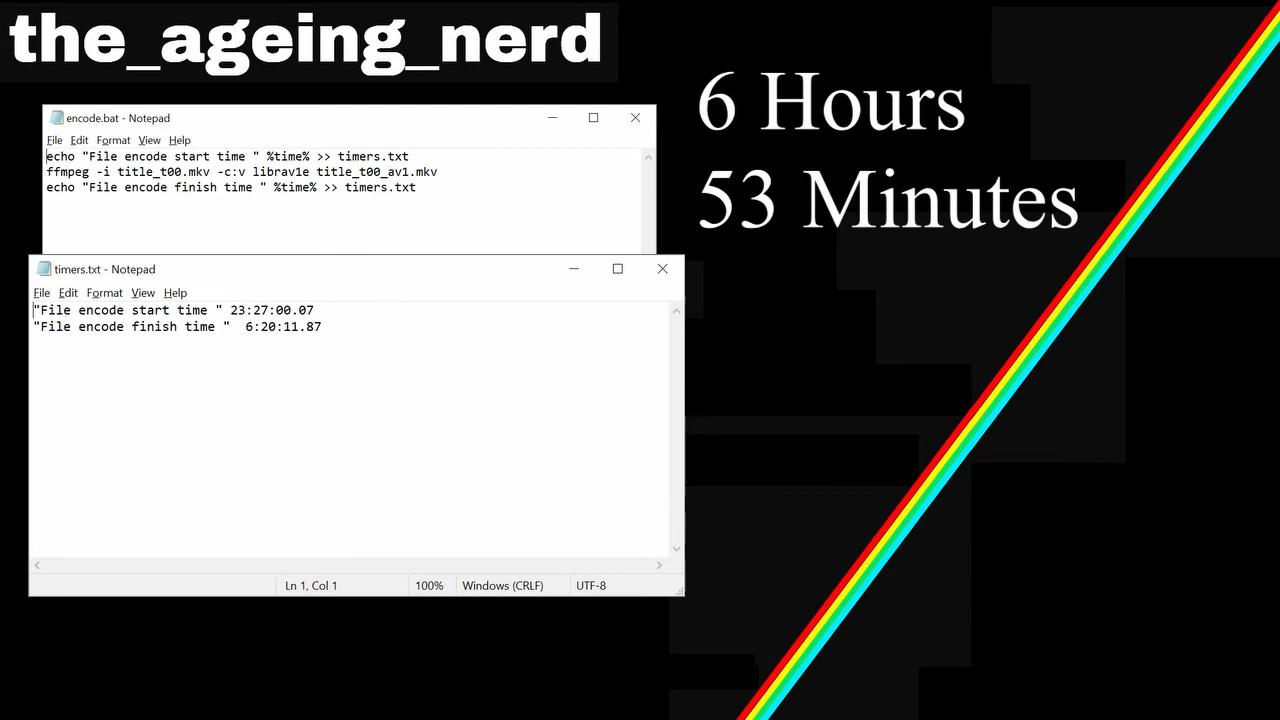 the_ageing_nerd
6 Hours
53 Minutes
encode.bat - Notepad
File Edit Format View Help
echo "File encode start time " %time% >> timers.txt
ffmpeg -i title_t00.mkv -c:v librav1e title_t00_av1.mkv
echo "File encode finish time " %time% >> timers.txt
timers.txt - Notepad
File Edit Format View Help
"File encode start time " 23:27:00.07
"File encode finish time "  6:20:11.87
Ln 1, Col 1 100% Windows (CRLF) UTF-8